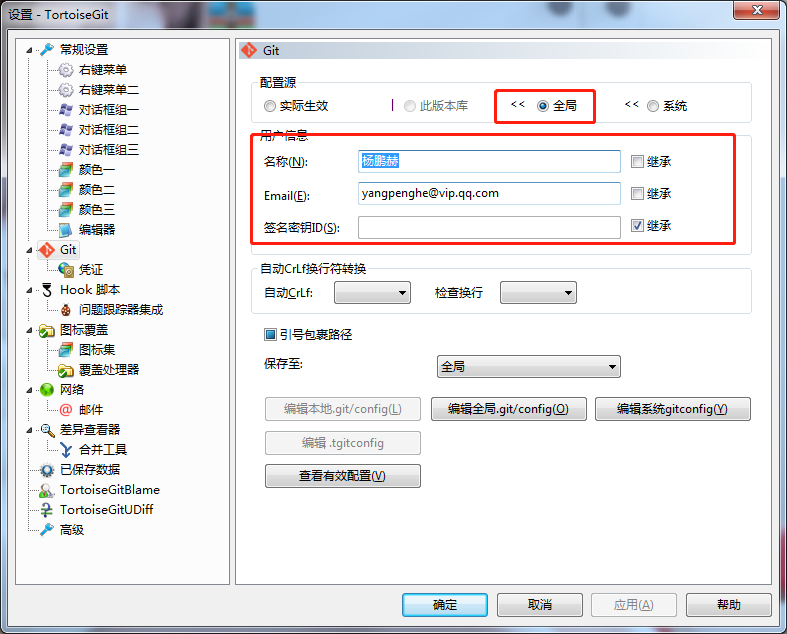 设置 - TortoiseGit
常规设置
右键菜单
右键菜单二
对话框组一
对话框组二
对话框组三
颜色一
颜色二
颜色三
编辑器
Git
凭证
Hook 脚本
问题跟踪器集成
图标覆盖
图标集
覆盖处理器
网络
邮件
差异查看器
合并工具
已保存数据
TortoiseGitBlame
TortoiseGitUDiff
高级
Git
配置源
实际生效 | 此版本库 << 全局 << 系统
用户信息
名称(N): 杨鹏赫 继承
Email(E): yangpenghe@vip.qq.com 继承
签名密钥ID(S): 继承
自动CrLf换行符转换
自动CrLf: 检查换行
引号包裹路径
保存至: 全局
编辑本地.git/config(L) 编辑全局.git/config(O) 编辑系统gitconfig(Y)
编辑 .tgitconfig
查看有效配置(V)
确定 取消 应用(A) 帮助